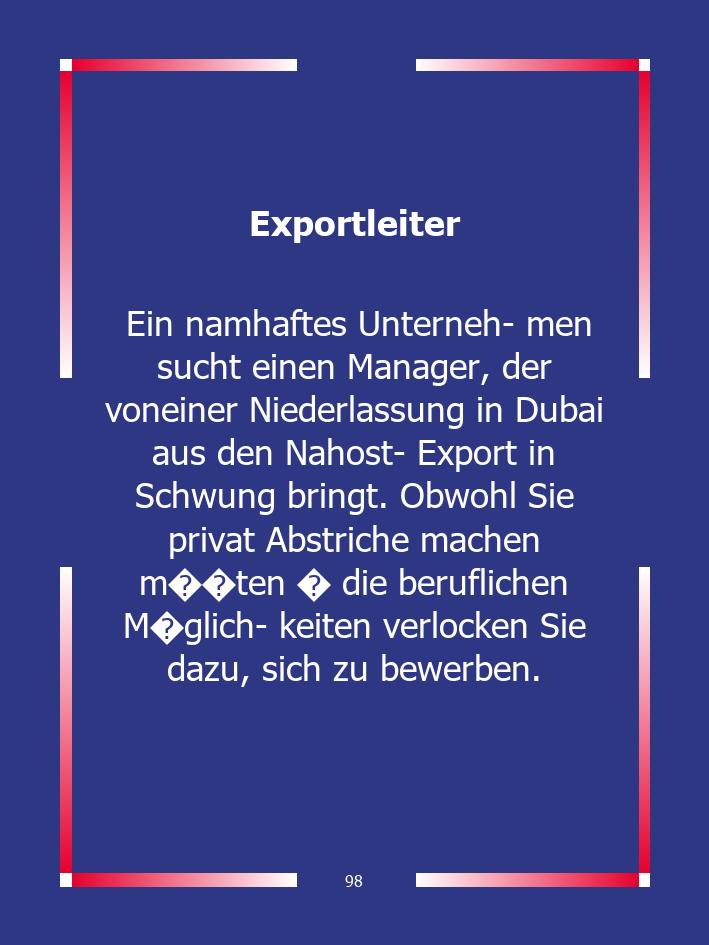 Exportleiter
Ein namhaftes Unterneh- men
sucht einen Manager, der
voneiner Niederlassung in Dubai
aus den Nahost- Export in
Schwung bringt. Obwohl Sie
privat Abstriche machen
m��ten � die beruflichen
M�glich- keiten verlocken Sie
dazu, sich zu bewerben.
98